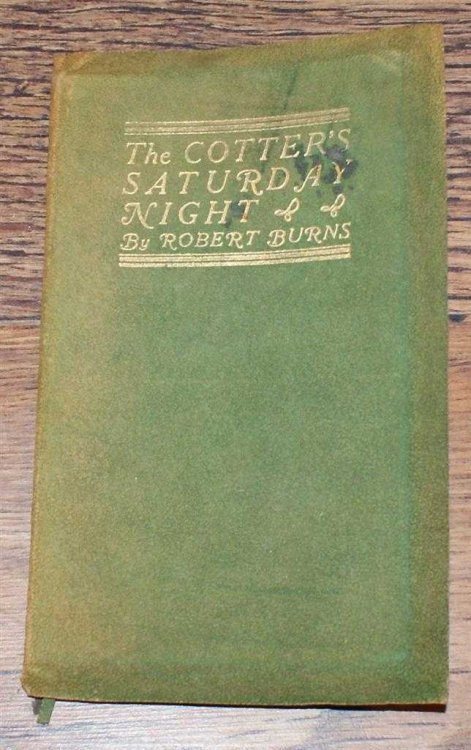 The COTTER'S
SATURDAY
NIGHT
By ROBERT BURNS